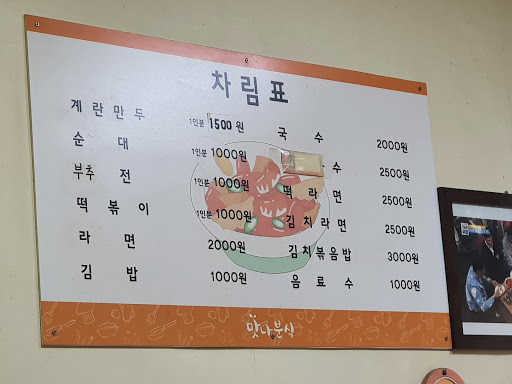 차림표
계란만두 1인분 1500원
순대 1인분 1000원
부추전 1인분 1000원
떡볶이 1인분 1000원
라면 2000원
김밥 1000원
국수 2000원
수 2500원
떡라면 2500원
김치라면 2500원
김치볶음밥 3000원
음료수 1000원
맛나분식